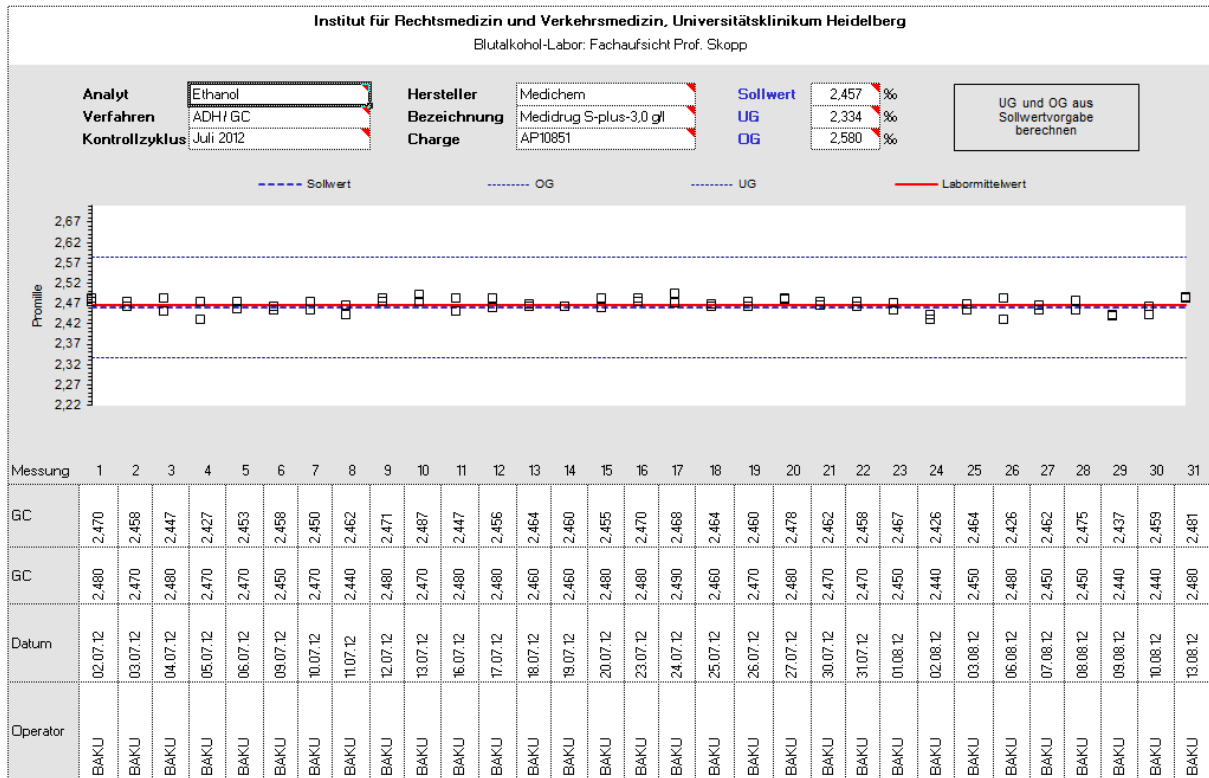 Institut für Rechtsmedizin und Verkehrsmedizin, Universitätsklinikum Heidelberg
Blutalkohol-Labor: Fachaufsicht Prof. Skopp
Analyt Ethanol Hersteller Medichem Sollwert 2,457 ‰
Verfahren ADH / GC Bezeichnung Medidrug S-plus-3,0 g/l UG 2,334 ‰
Kontrollzyklus Juli 2012 Charge AP10851 OG 2,580 ‰
UG und OG aus
Sollwertvorgabe
berechnen
Sollwert OG UG Labormittelwert
Promille
2,67
2,62
2,57
2,52
2,47
2,42
2,37
2,32
2,27
2,22
Messung 1 2 3 4 5 6 7 8 9 10 11 12 13 14 15 16 17 18 19 20 21 22 23 24 25 26 27 28 29 30 31
GC 2,470 2,458 2,447 2,427 2,453 2,458 2,450 2,462 2,471 2,487 2,447 2,456 2,464 2,460 2,455 2,470 2,468 2,464 2,460 2,478 2,462 2,458 2,467 2,426 2,464 2,426 2,462 2,475 2,437 2,459 2,481
GC 2,480 2,470 2,480 2,470 2,470 2,450 2,470 2,440 2,480 2,470 2,480 2,480 2,460 2,460 2,480 2,480 2,490 2,460 2,470 2,480 2,470 2,470 2,450 2,440 2,450 2,480 2,450 2,450 2,440 2,440 2,480
Datum 02.07.12 03.07.12 04.07.12 05.07.12 06.07.12 09.07.12 10.07.12 11.07.12 12.07.12 13.07.12 16.07.12 17.07.12 18.07.12 19.07.12 20.07.12 23.07.12 24.07.12 25.07.12 26.07.12 27.07.12 30.07.12 31.07.12 01.08.12 02.08.12 03.08.12 06.08.12 07.08.12 08.08.12 09.08.12 10.08.12 13.08.12
Operator BAKU BAKU BAKU BAKU BAKU BAKU BAKU BAKU BAKU BAKU BAKU BAKU BAKU BAKU BAKU BAKU BAKU BAKU BAKU BAKU BAKU BAKU BAKU BAKU BAKU BAKU BAKU BAKU BAKU BAKU BAKU